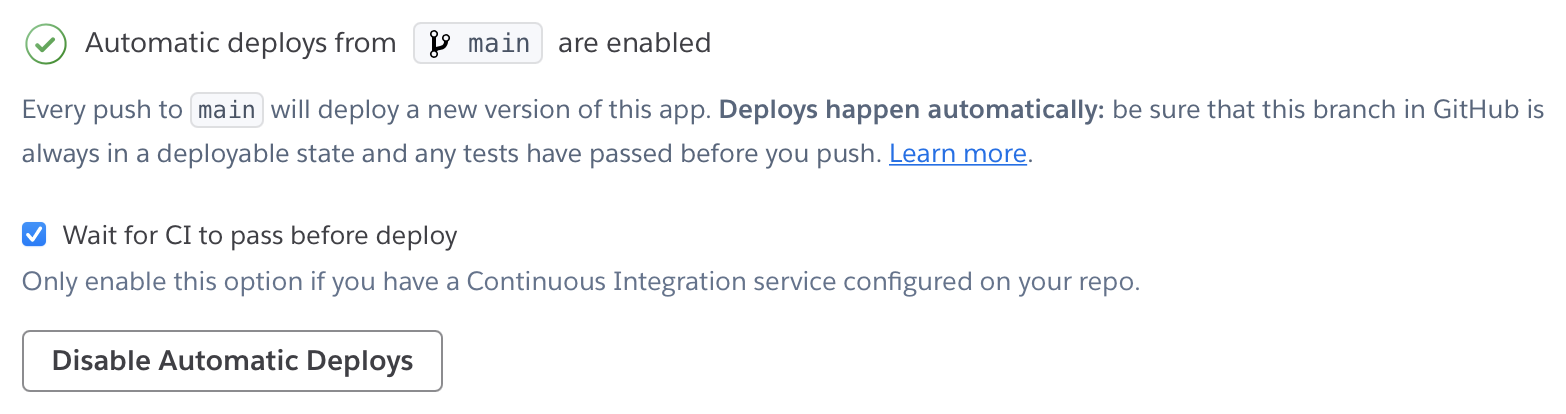 Automatic deploys from main are enabled
Every push to main will deploy a new version of this app. Deploys happen automatically: be sure that this branch in GitHub is
always in a deployable state and any tests have passed before you push. Learn more.
Wait for CI to pass before deploy
Only enable this option if you have a Continuous Integration service configured on your repo.
Disable Automatic Deploys